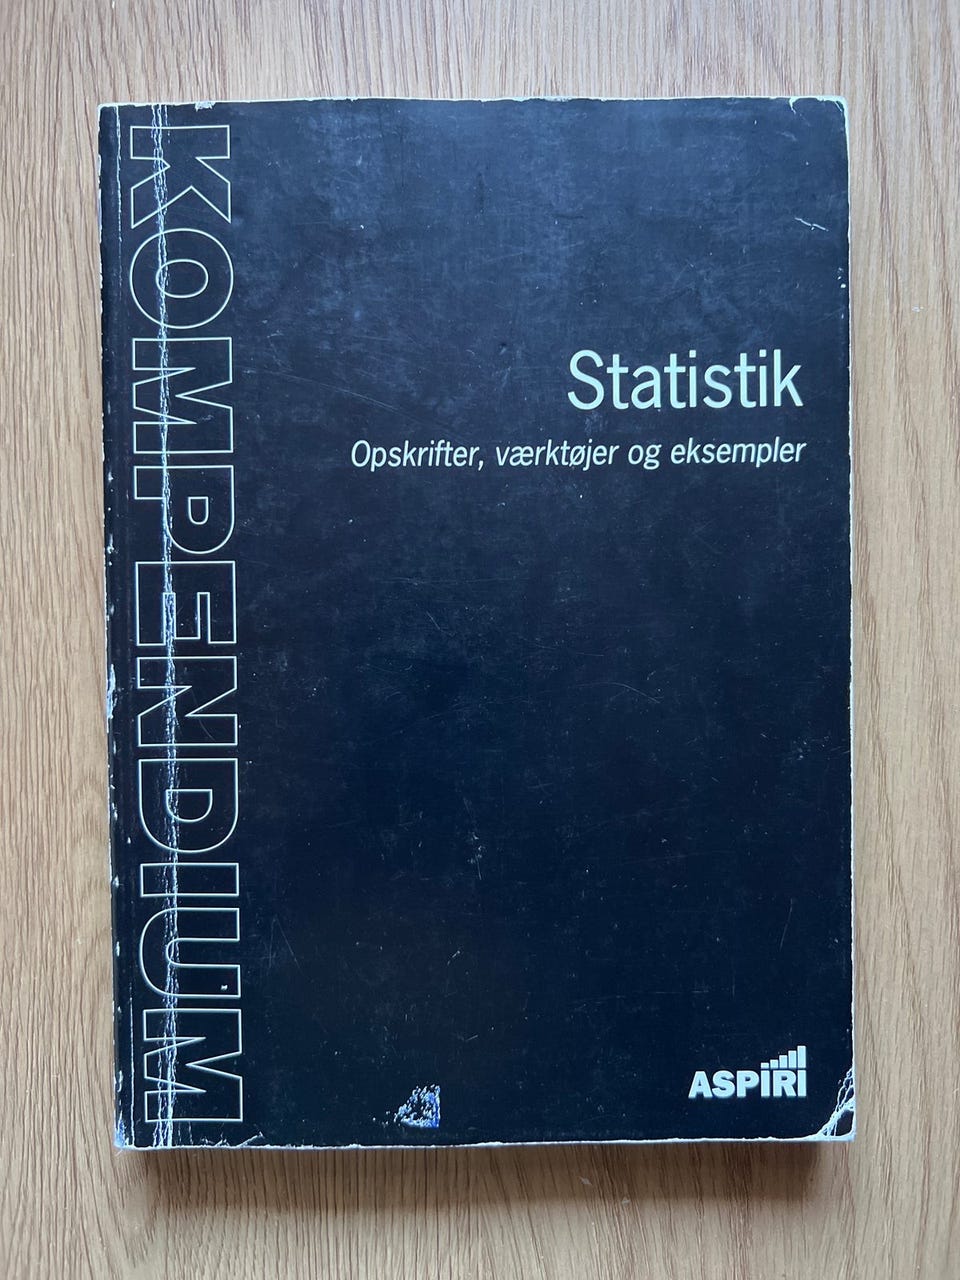 KOMPENDIUM
Statistik
Opskrifter, værktøjer og eksempler
ASPIRI